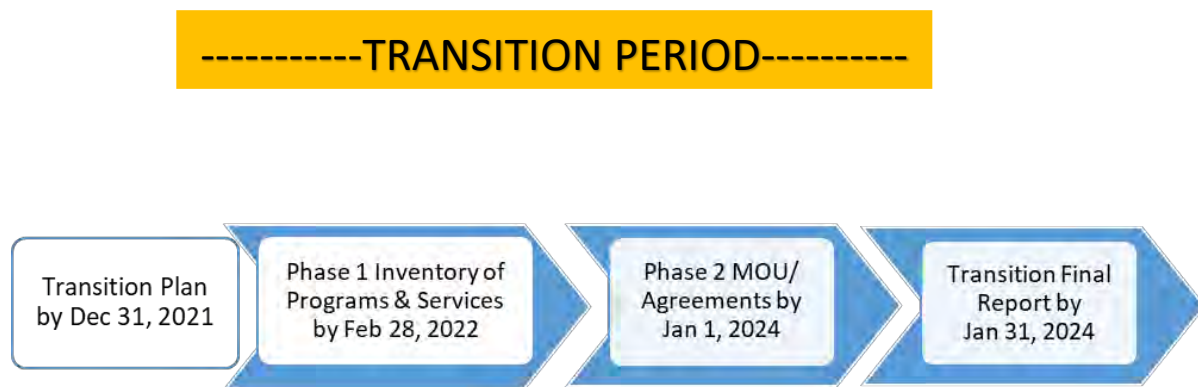 -----------TRANSITION PERIOD----------
Transition Plan
by Dec 31, 2021
Phase 1 Inventory of
Programs & Services
by Feb 28, 2022
Phase 2 MOU/
Agreements by
Jan 1, 2024
Transition Final
Report by
Jan 31, 2024